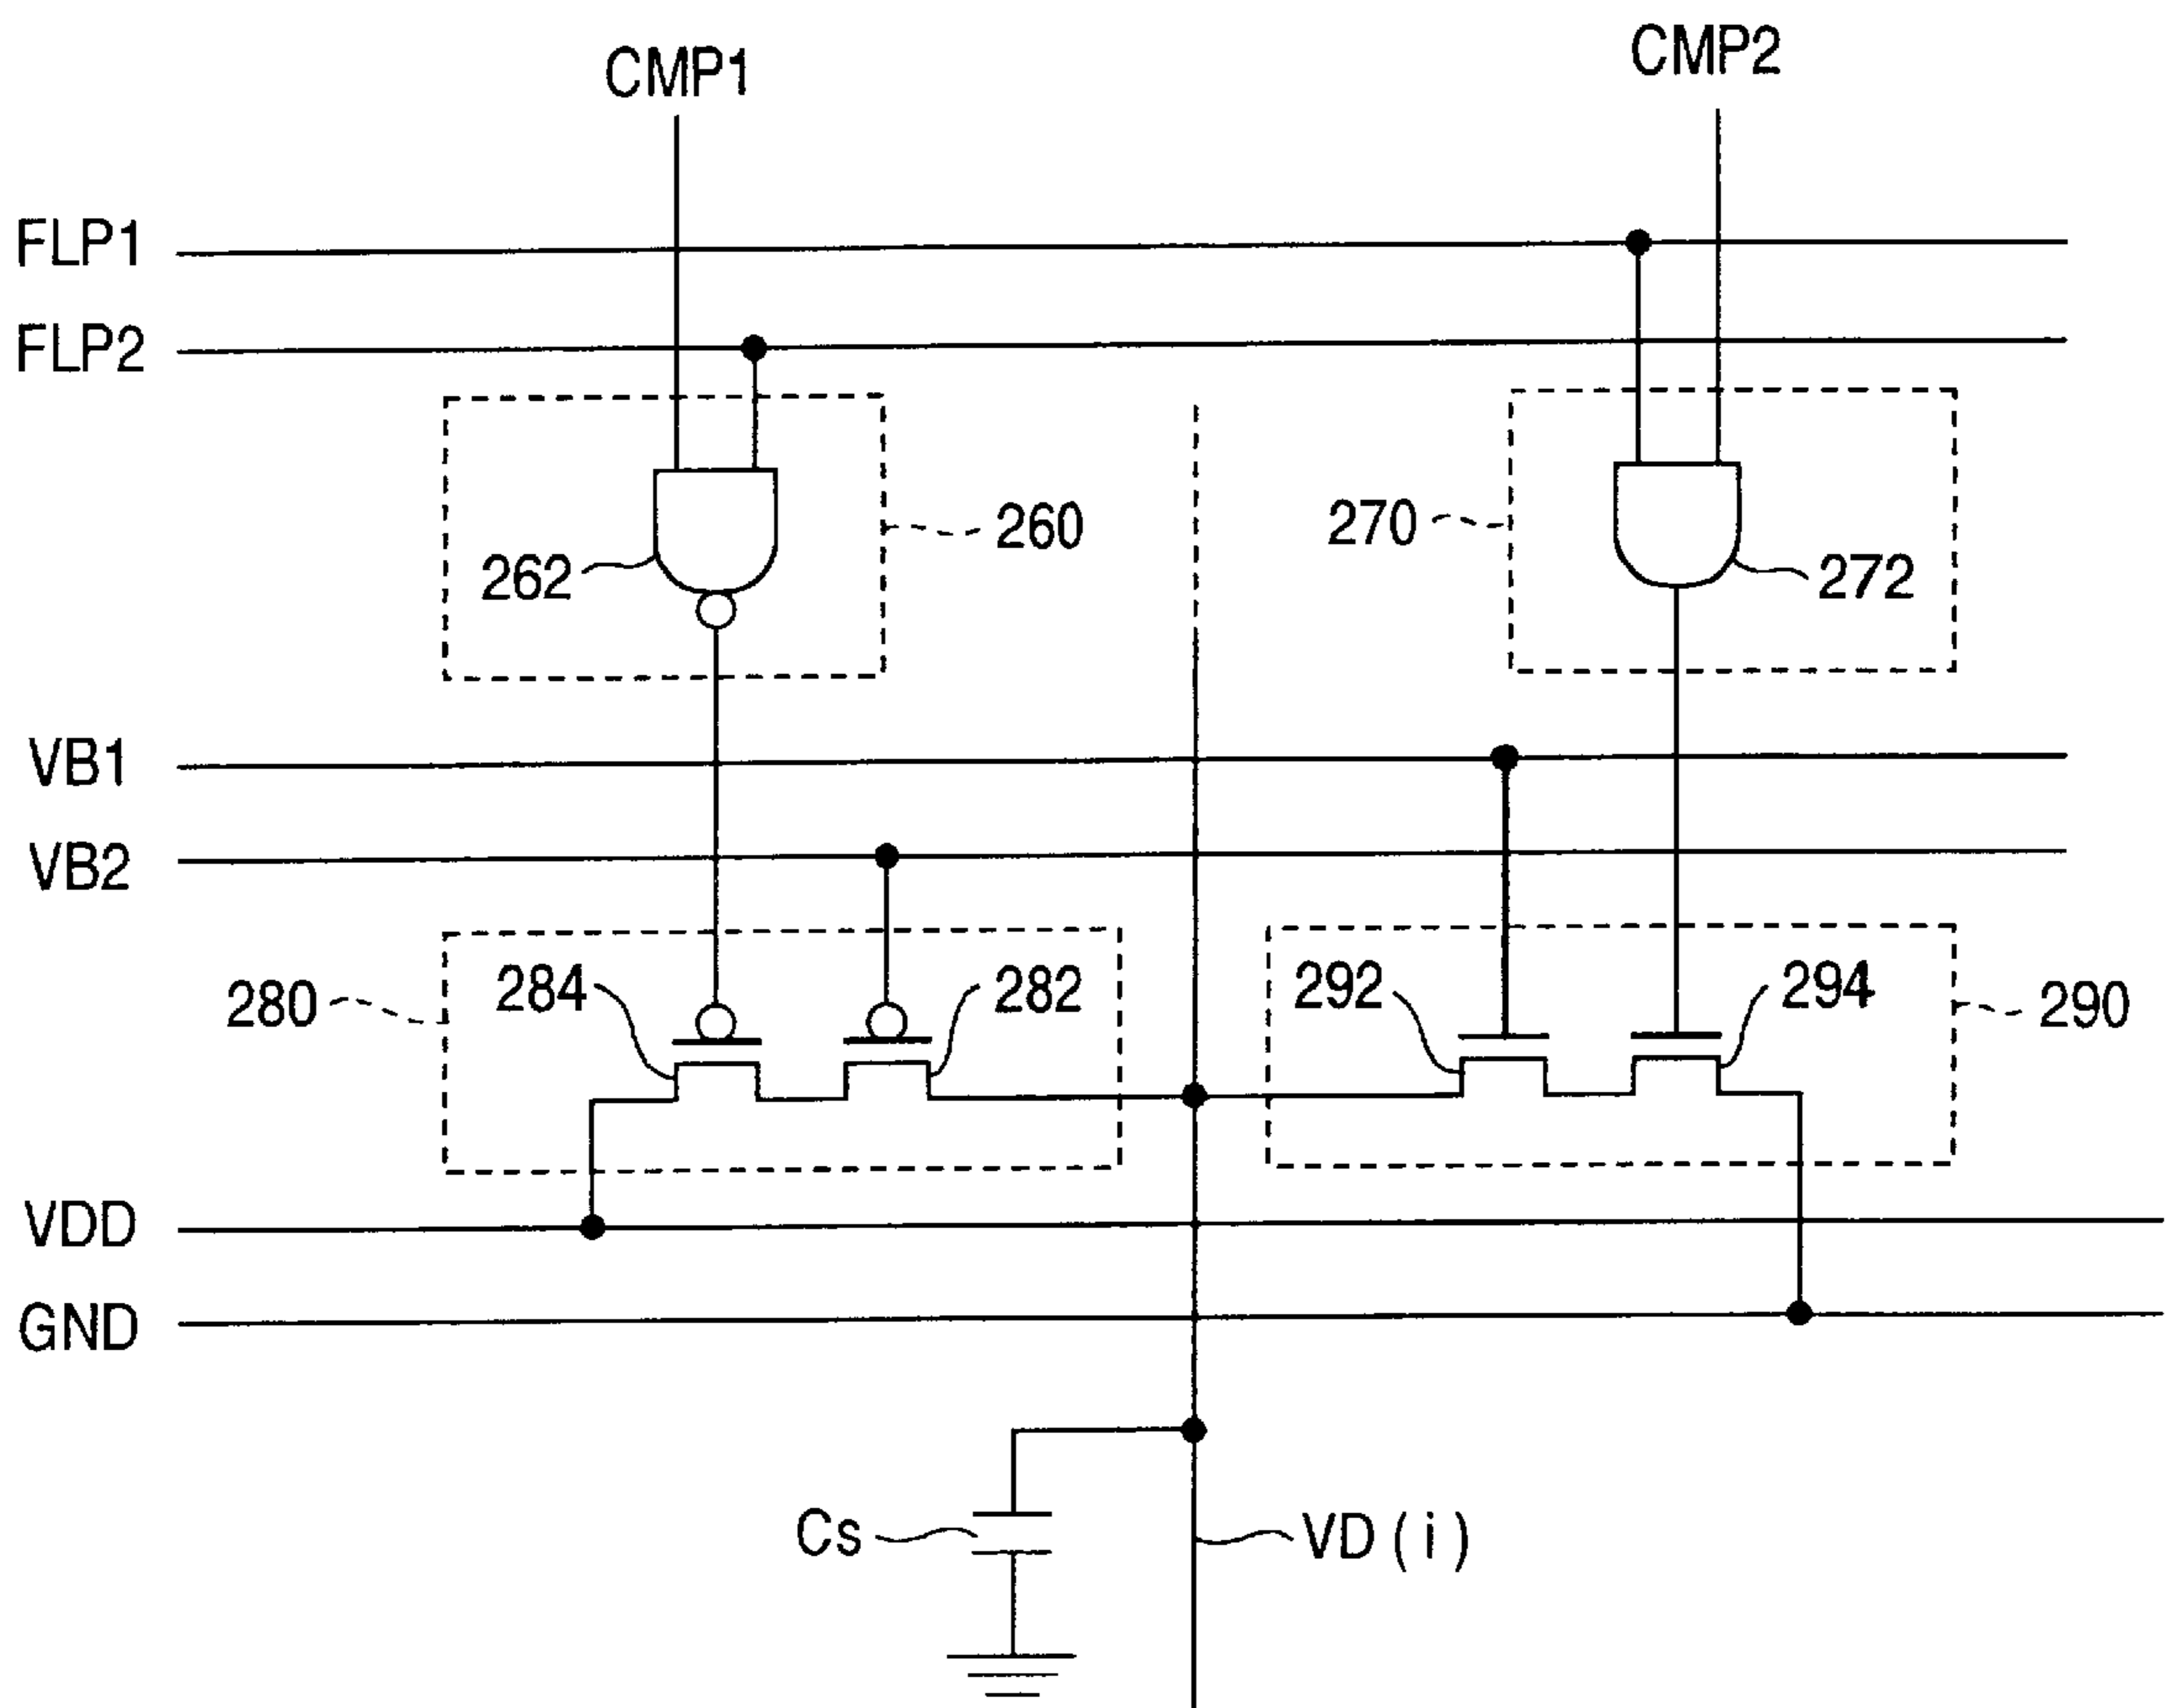 CMP1
CMP2
FLP1
FLP2
262
260
270
272
VB1
VB2
280
284
282
292
294
290
VDD
GND
Cs
VD(i)